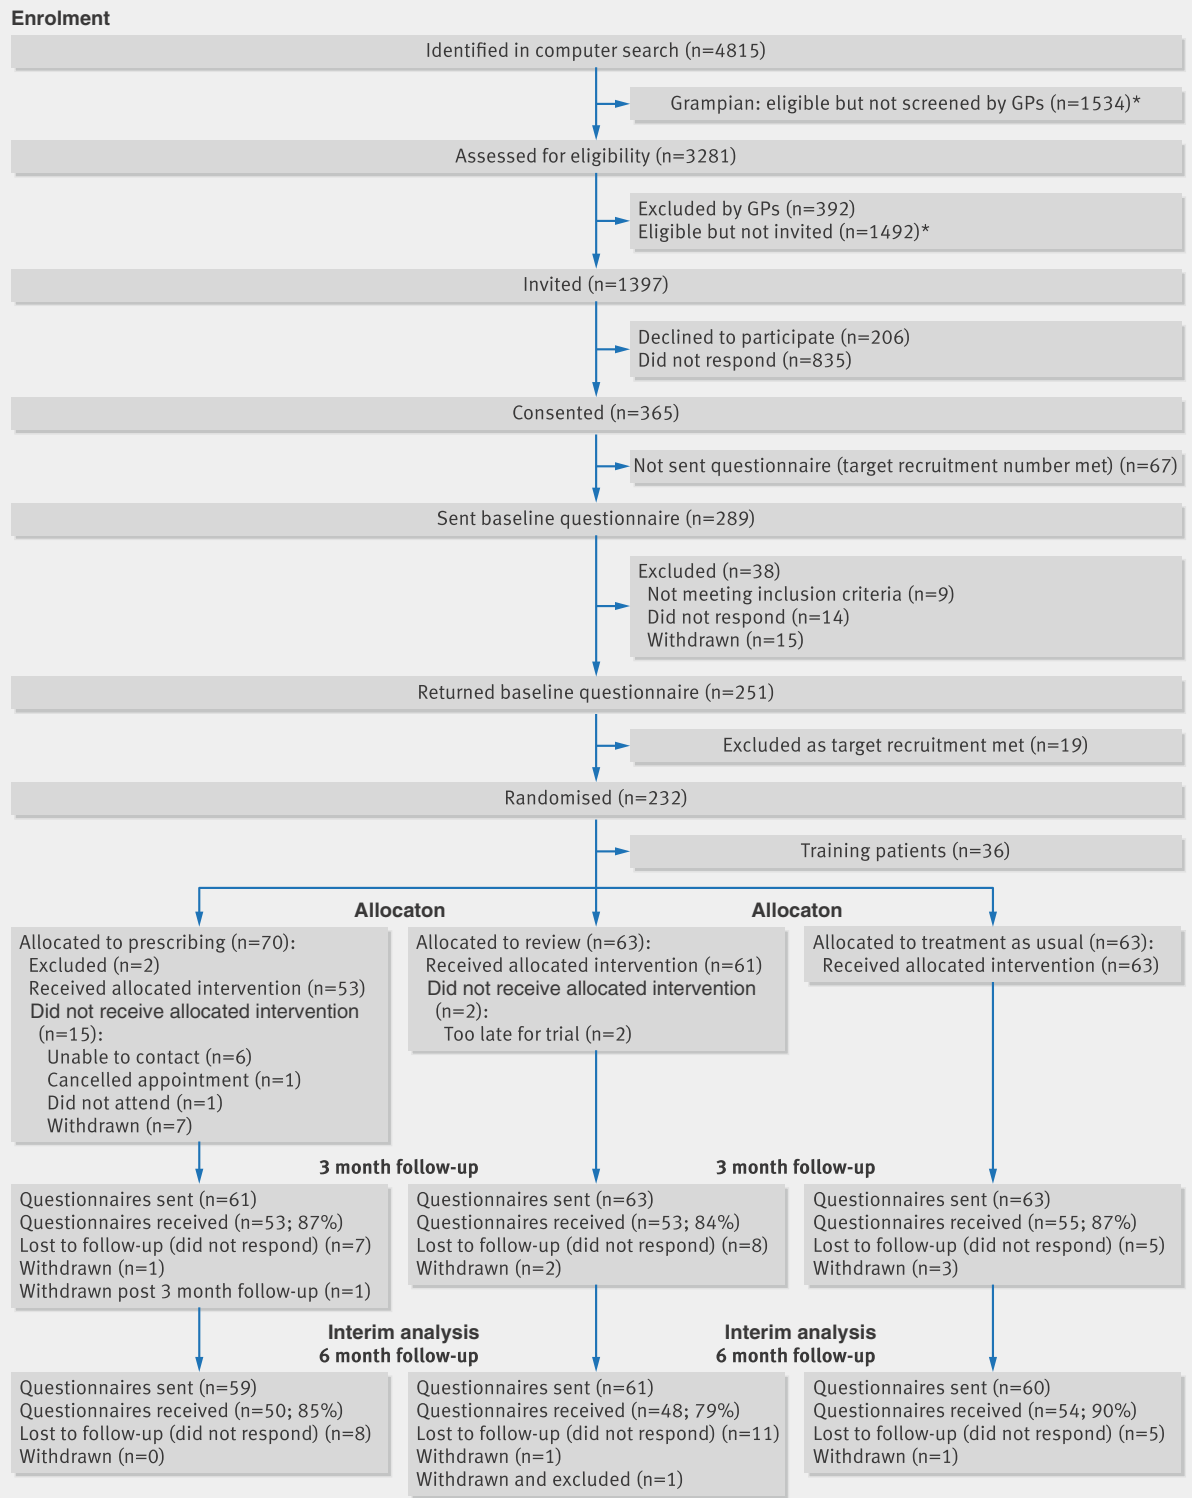 Enrolment
Identified in computer search (n=4815)
Grampian: eligible but not screened by GPs (n=1534)*
Assessed for eligibility (n=3281)
Excluded by GPs (n=392)
Eligible but not invited (n=1492)*
Invited (n=1397)
Declined to participate (n=206)
Did not respond (n=835)
Consented (n=365)
Not sent questionnaire (target recruitment number met) (n=67)
Sent baseline questionnaire (n=289)
Excluded (n=38)
Not meeting inclusion criteria (n=9)
Did not respond (n=14)
Withdrawn (n=15)
Returned baseline questionnaire (n=251)
Excluded as target recruitment met (n=19)
Randomised (n=232)
Training patients (n=36)
Allocaton
Allocaton
Allocated to prescribing (n=70):
Excluded (n=2)
Received allocated intervention (n=53)
Did not receive allocated intervention
(n=15):
Unable to contact (n=6)
Cancelled appointment (n=1)
Did not attend (n=1)
Withdrawn (n=7)
Allocated to review (n=63):
Received allocated intervention (n=61)
Did not receive allocated intervention
(n=2):
Too late for trial (n=2)
Allocated to treatment as usual (n=63):
Received allocated intervention (n=63)
3 month follow-up
3 month follow-up
Questionnaires sent (n=61)
Questionnaires received (n=53; 87%)
Lost to follow-up (did not respond) (n=7)
Withdrawn (n=1)
Withdrawn post 3 month follow-up (n=1)
Questionnaires sent (n=63)
Questionnaires received (n=53; 84%)
Lost to follow-up (did not respond) (n=8)
Withdrawn (n=2)
Questionnaires sent (n=63)
Questionnaires received (n=55; 87%)
Lost to follow-up (did not respond) (n=5)
Withdrawn (n=3)
Interim analysis
6 month follow-up
Interim analysis
6 month follow-up
Questionnaires sent (n=59)
Questionnaires received (n=50; 85%)
Lost to follow-up (did not respond) (n=8)
Withdrawn (n=0)
Questionnaires sent (n=61)
Questionnaires received (n=48; 79%)
Lost to follow-up (did not respond) (n=11)
Withdrawn (n=1)
Withdrawn and excluded (n=1)
Questionnaires sent (n=60)
Questionnaires received (n=54; 90%)
Lost to follow-up (did not respond) (n=5)
Withdrawn (n=1)